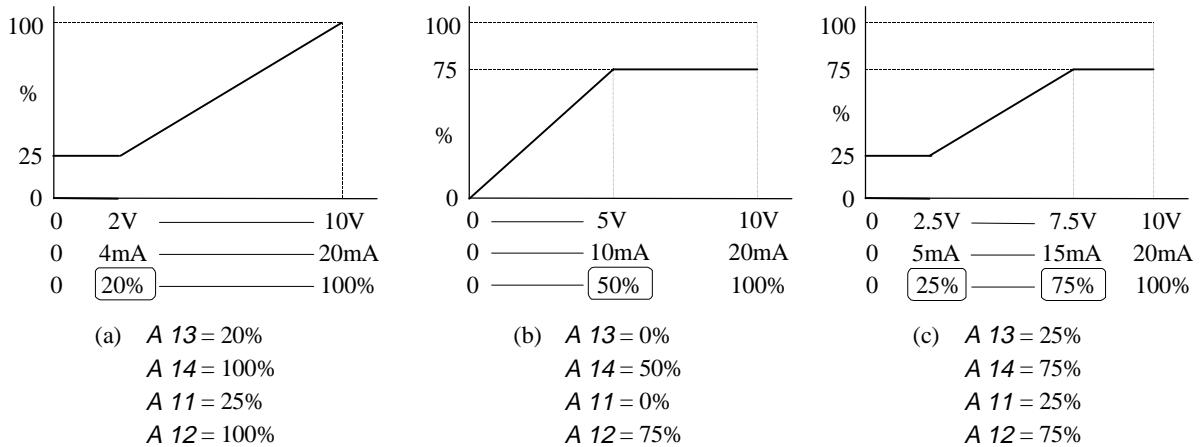 100
%
25
0
0 2V 10V
0 4mA 20mA
0 20% 100%
(a) A 13 = 20%
A 14 = 100%
A 11 = 25%
A 12 = 100%
100
75
%
0
0 5V 10V
0 10mA 20mA
0 50% 100%
(b) A 13 = 0%
A 14 = 50%
A 11 = 0%
A 12 = 75%
100
75
%
25
0
0 2.5V 7.5V 10V
0 5mA 15mA 20mA
0 25% 75% 100%
(c) A 13 = 25%
A 14 = 75%
A 11 = 25%
A 12 = 75%